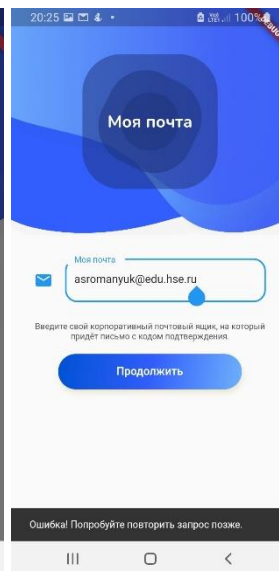 20:25 100%
Моя почта
Моя почта
asromanyuk@edu.hse.ru
Введите свой корпоративный почтовый ящик, на который
придёт письмо с кодом подтверждения.
Продолжить
Ошибка! Попробуйте повторить запрос позже.